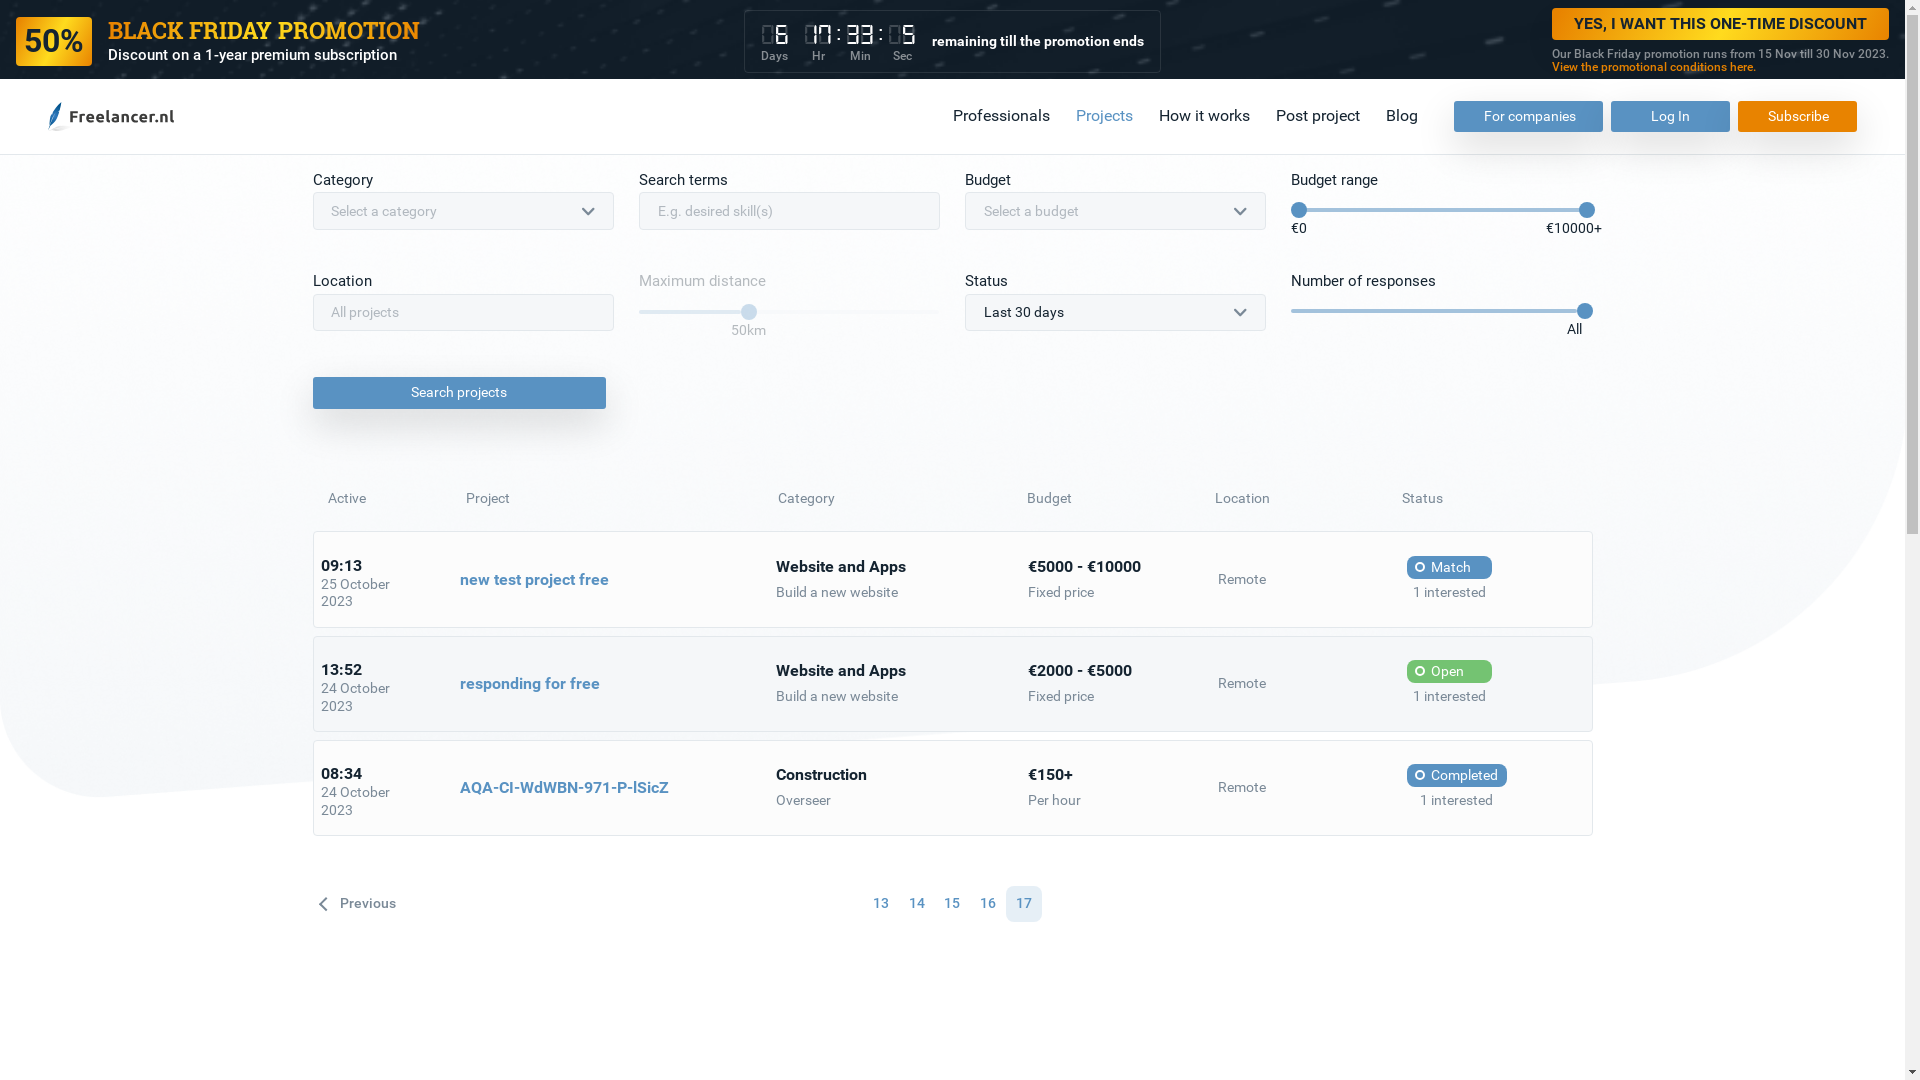 50%
BLACK FRIDAY PROMOTION
Discount on a 1-year premium subscription
6 17 : 33 : 5
Days Hr Min Sec
remaining till the promotion ends
YES, I WANT THIS ONE-TIME DISCOUNT
Our Black Friday promotion runs from 15 Nov till 30 Nov 2023.
View the promotional conditions here.
Freelancer.nl
Professionals Projects How it works Post project Blog For companies Log In Subscribe
Category Search terms Budget Budget range
Select a category E.g. desired skill(s) Select a budget
€0 €10000+
Location Maximum distance Status Number of responses
All projects Last 30 days
50km All
Search projects
Active Project Category Budget Location Status
09:13
25 October
2023
new test project free
Website and Apps
Build a new website
€5000 - €10000
Fixed price
Remote
Match
1 interested
13:52
24 October
2023
responding for free
Website and Apps
Build a new website
€2000 - €5000
Fixed price
Remote
Open
1 interested
08:34
24 October
2023
AQA-CI-WdWBN-971-P-lSicZ
Construction
Overseer
€150+
Per hour
Remote
Completed
1 interested
Previous 13 14 15 16 17